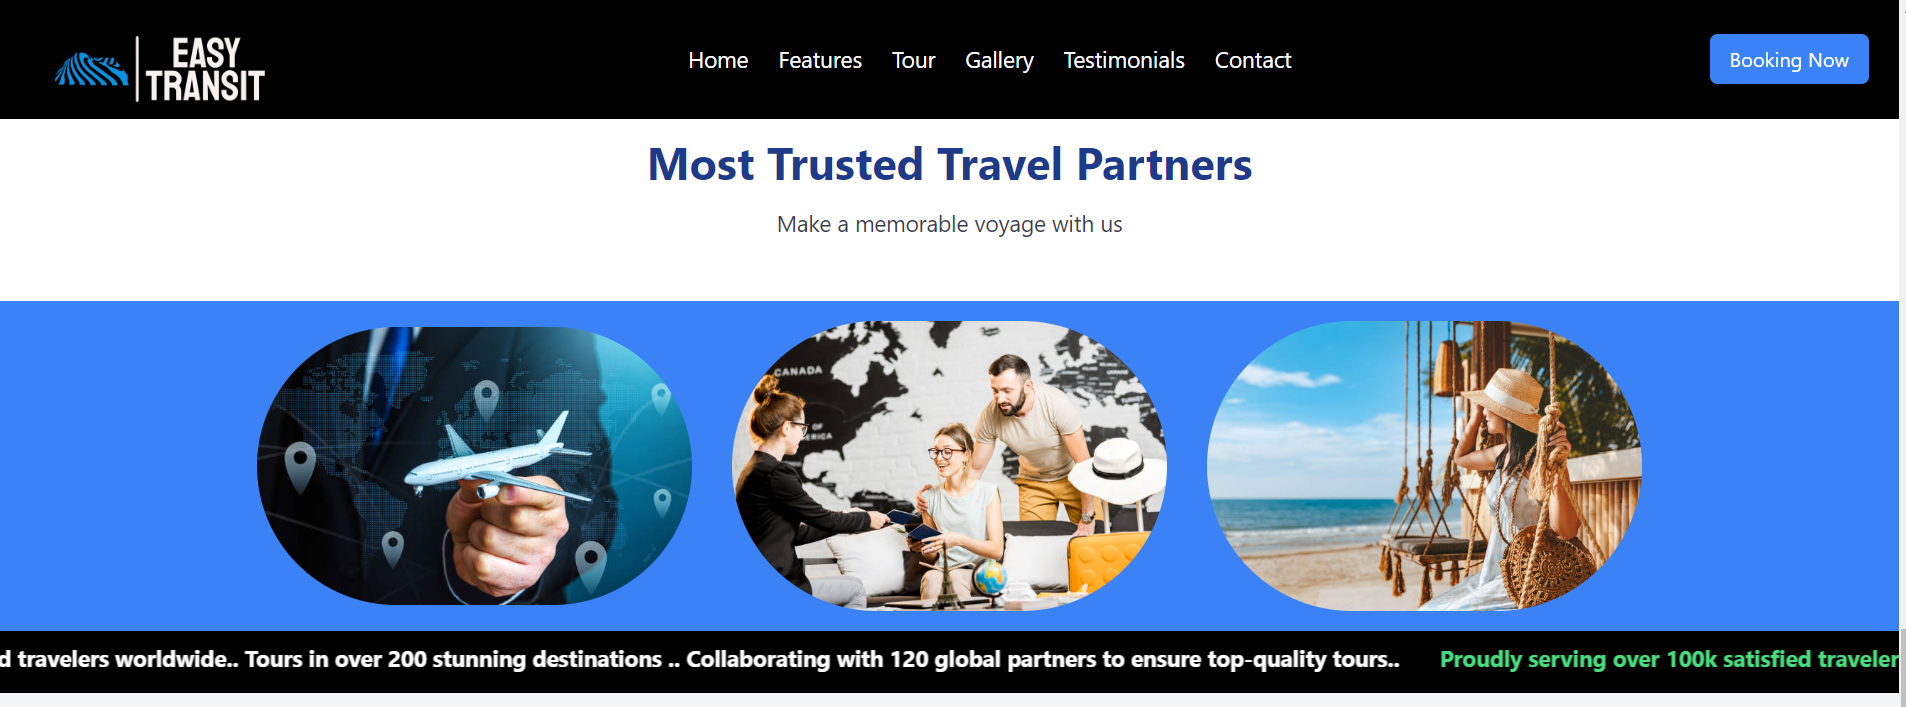 EASY
TRANSIT
Home Features Tour Gallery Testimonials Contact
Booking Now
Most Trusted Travel Partners
Make a memorable voyage with us
CANADA
OF
ERICA
d travelers worldwide.. Tours in over 200 stunning destinations .. Collaborating with 120 global partners to ensure top-quality tours.. Proudly serving over 100k satisfied traveler